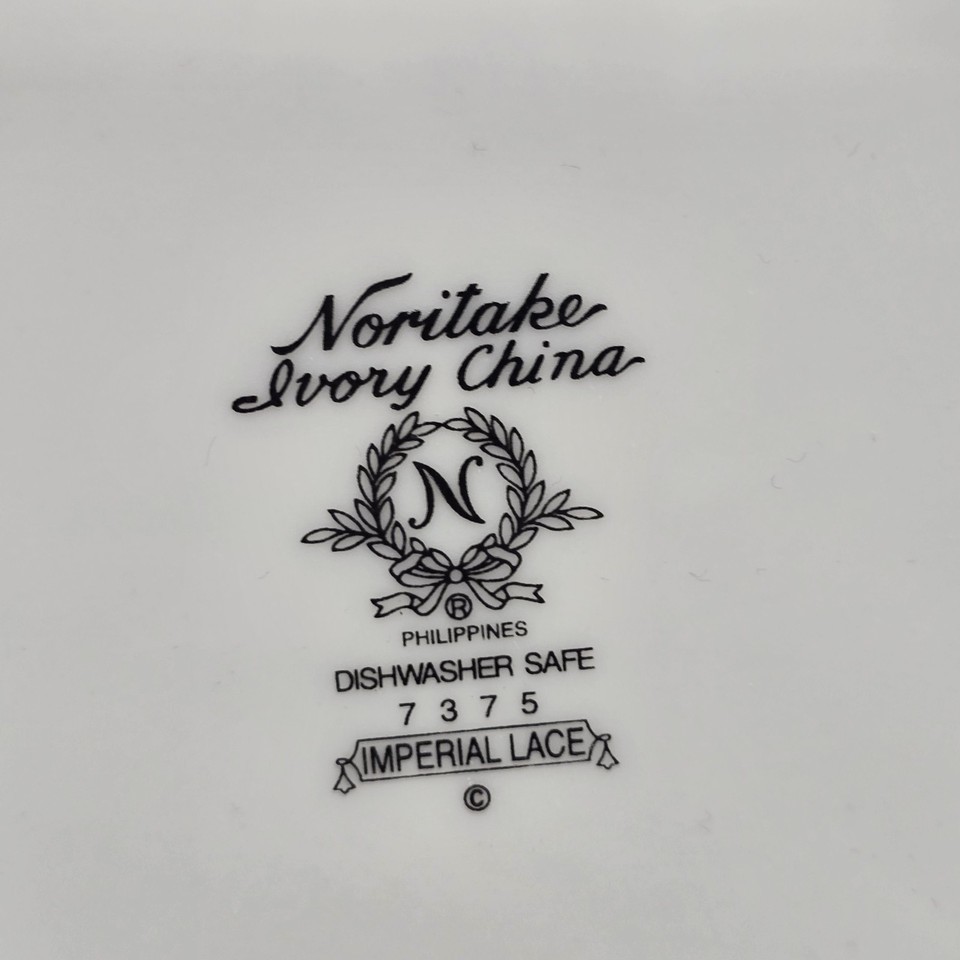 Noritake
Ivory China
N
®
PHILIPPINES
DISHWASHER SAFE
7 3 7 5
IMPERIAL LACE
©